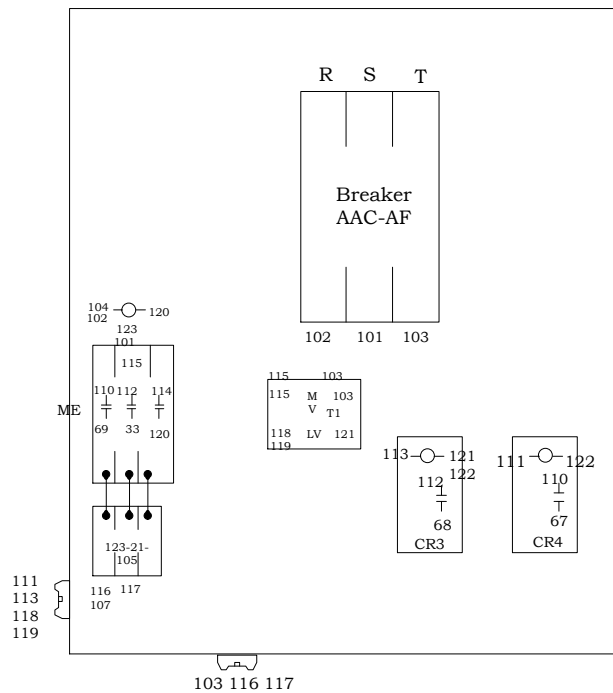 R S T
Breaker
AAC-AF
102 101 103
104
102
120
123
101
115
110 112 114
ME
69 33 120
115 103
115 M 103
V T1
118 LV 121
119
113 121
122
112
68
CR3
111 122
110
67
CR4
123-21-
105
116 117
107
111
113
118
119
103 116 117